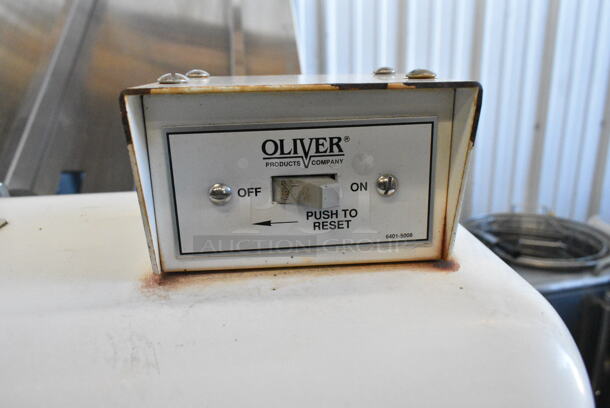 OLIVER®
PRODUCTS COMPANY
OFF ON
PUSH TO
RESET
6401-5008
AUCTION GROUP